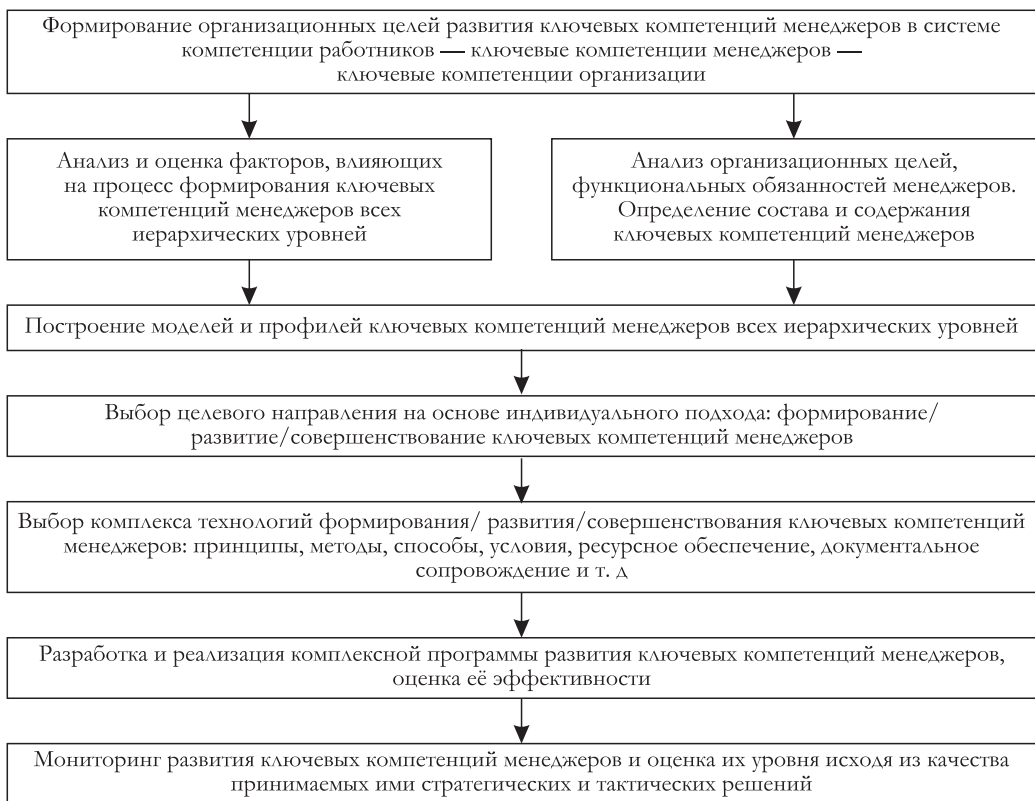 Формирование организационных целей развития ключевых компетенций менеджеров в системе
компетенции работников — ключевые компетенции менеджеров —
ключевые компетенции организации
Анализ и оценка факторов, влияющих
на процесс формирования ключевых
компетенций менеджеров всех
иерархических уровней
Анализ организационных целей,
функциональных обязанностей менеджеров.
Определение состава и содержания
ключевых компетенций менеджеров
Построение моделей и профилей ключевых компетенций менеджеров всех иерархических уровней
Выбор целевого направления на основе индивидуального подхода: формирование/
развитие/совершенствование ключевых компетенций менеджеров
Выбор комплекса технологий формирования/ развития/совершенствования ключевых компетенций
менеджеров: принципы, методы, способы, условия, ресурсное обеспечение, документальное
сопровождение и т. д
Разработка и реализация комплексной программы развития ключевых компетенций менеджеров,
оценка её эффективности
Мониторинг развития ключевых компетенций менеджеров и оценка их уровня исходя из качества
принимаемых ими стратегических и тактических решений